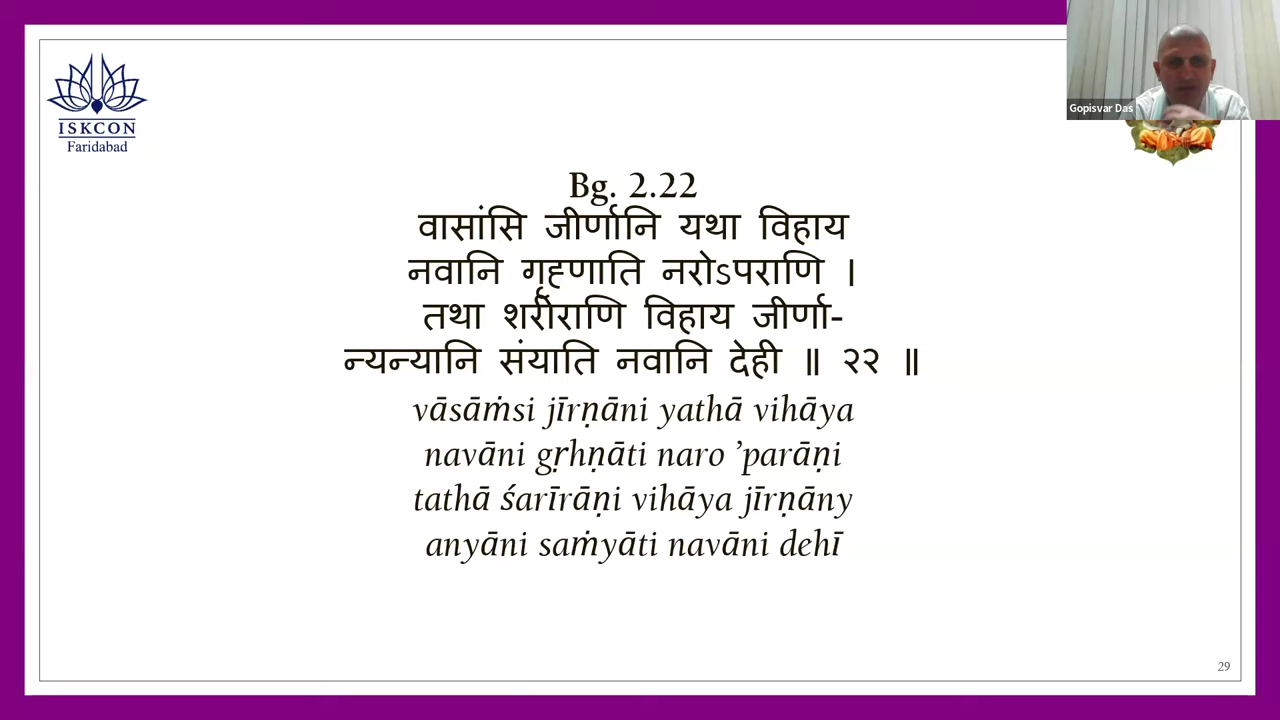 ISKCON
Faridabad
Gopisvar Das
Bg. 2.22
वासांसि जीर्णानि यथा विहाय
नवानि गृह्णाति नरोऽपराणि ।
तथा शरीराणि विहाय जीर्णा-
न्यन्यानि संयाति नवानि देही ॥ २२ ॥
vāsāṁsi jīrṇāni yathā vihāya
navāni gṛhṇāti naro ’parāṇi
tathā śarīrāṇi vihāya jīrṇāny
anyāni saṁyāti navāni dehī
29